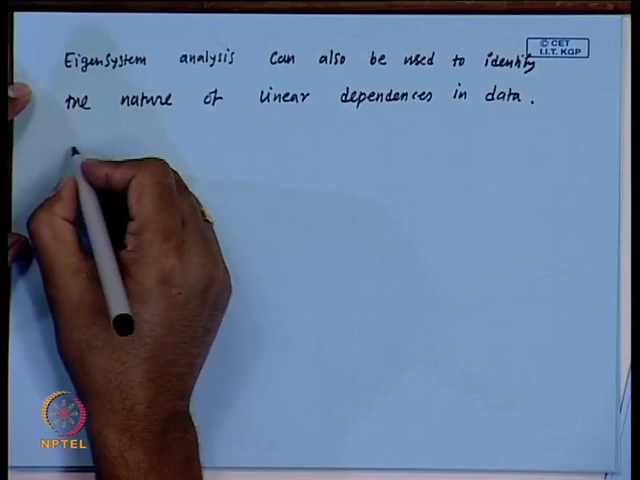 © CET
I.I.T. KGP
EigenSystem analysis Can also be used to identify
the nature of linear dependences in data.
NPTEL